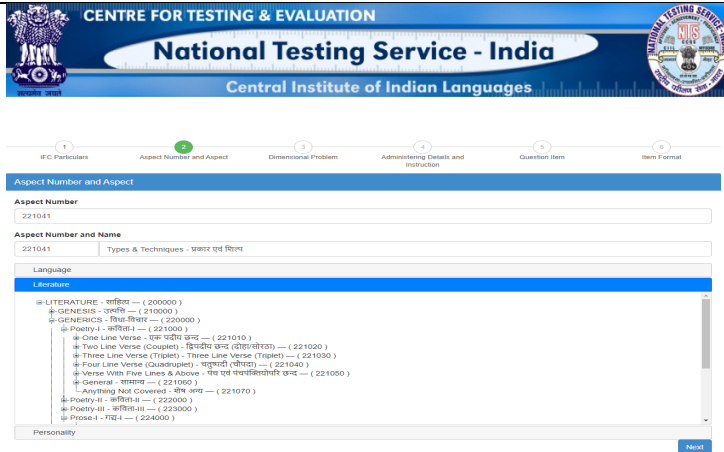 CENTRE FOR TESTING & EVALUATION
National Testing Service - India
Central Institute of Indian Languages
सत्यमेव जयते
NTS
1
2
3
4
5
6
IFC Particulars
Aspect Number and Aspect
Dimensional Problem
Administering Details and Instruction
Question Item
Item Format
Aspect Number and Aspect
Aspect Number
221041
Aspect Number and Name
221041 Types & Techniques - प्रकार एवं शिल्प
Language
Literature
LITERATURE - साहित्य — ( 200000 )
GENESIS - उत्पत्ति — ( 210000 )
GENERICS - विधा-विचार — ( 220000 )
Poetry-I - कविता-I — ( 221000 )
One Line Verse - एक पदीय छन्द — ( 221010 )
Two Line Verse (Couplet) - द्विपदीय छन्द (दोहा/सोरठा) — ( 221020 )
Three Line Verse (Triplet) - Three Line Verse (Triplet) — ( 221030 )
Four Line Verse (Quadruplet) - चतुष्पदी (चौपदा) — ( 221040 )
Verse With Five Lines & Above - पंच एवं पंचपंक्तियोपरि छन्द — ( 221050 )
General - सामान्य — ( 221060 )
Anything Not Covered - शेष अन्य — ( 221070 )
Poetry-II - कविता-II — ( 222000 )
Poetry-III - कविता-III — ( 223000 )
Prose-I - गद्य-I — ( 224000 )
Personality
Next